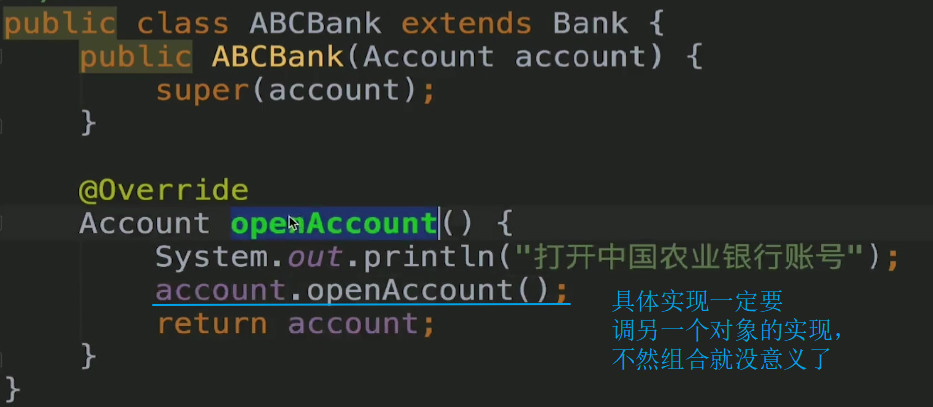 public class ABCBank extends Bank {
public ABCBank(Account account) {
super(account);
}
@Override
Account openAccount() {
System.out.println("打开中国农业银行账号");
account.openAccount();
具体实现一定要
调另一个对象的实现，
不然组合就没意义了
return account;
}
}